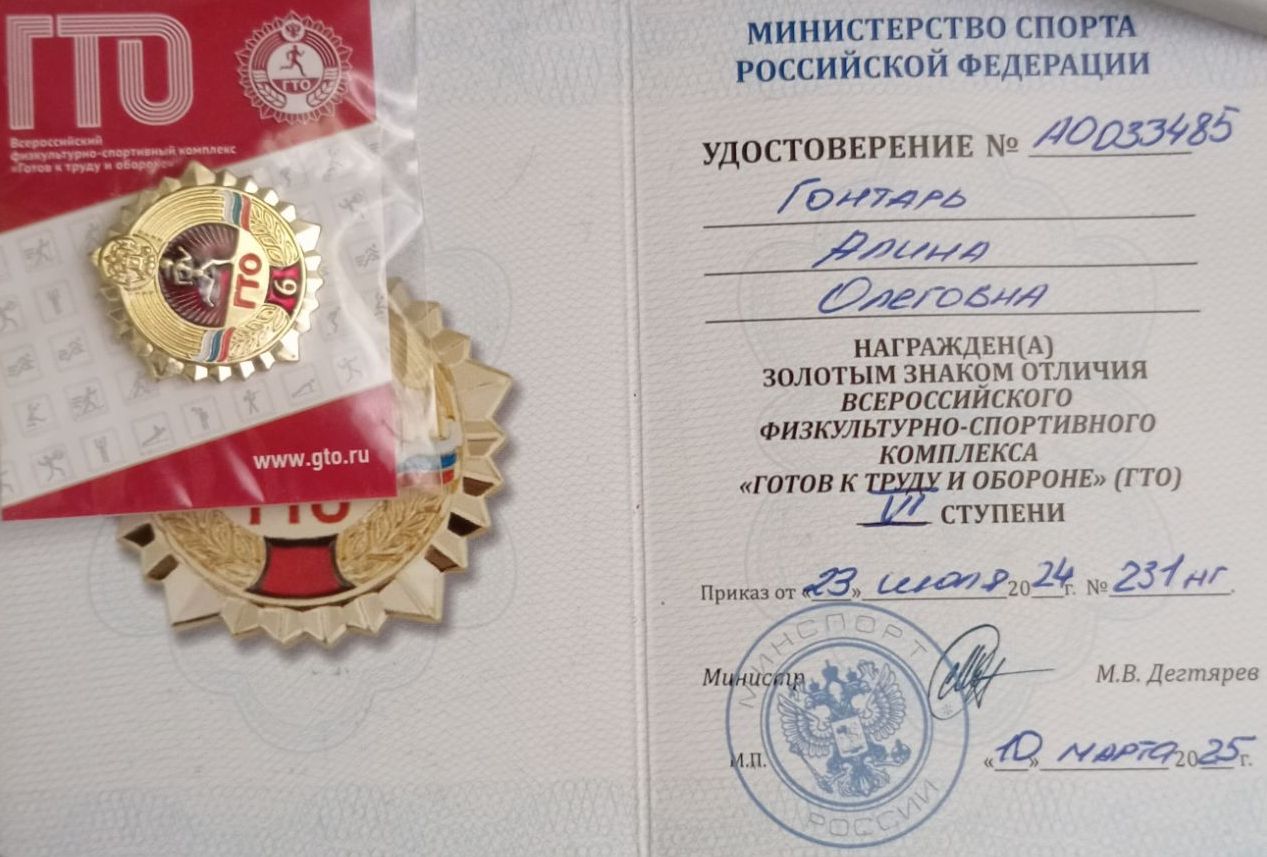 ГТО
ГТО
Всероссийский
физкультурно-спортивный комплекс
«Готов к труду и обороне»
ГТО
6
www.gto.ru
ГТО
МИНИСТЕРСТВО СПОРТА
РОССИЙСКОЙ ФЕДЕРАЦИИ
УДОСТОВЕРЕНИЕ № АО033485
Гонтарь
Алина
Олеговна
НАГРАЖДЕН(А)
ЗОЛОТЫМ ЗНАКОМ ОТЛИЧИЯ
ВСЕРОССИЙСКОГО
ФИЗКУЛЬТУРНО-СПОРТИВНОГО
КОМПЛЕКСА
«ГОТОВ К ТРУДУ И ОБОРОНЕ» (ГТО)
VI СТУПЕНИ
Приказ от «23» июля 2024 г. № 231 нг.
МИНСПОРТ
Министр М.В. Дегтярев
М.П. «10» марта 2025 г.
РОССИИ